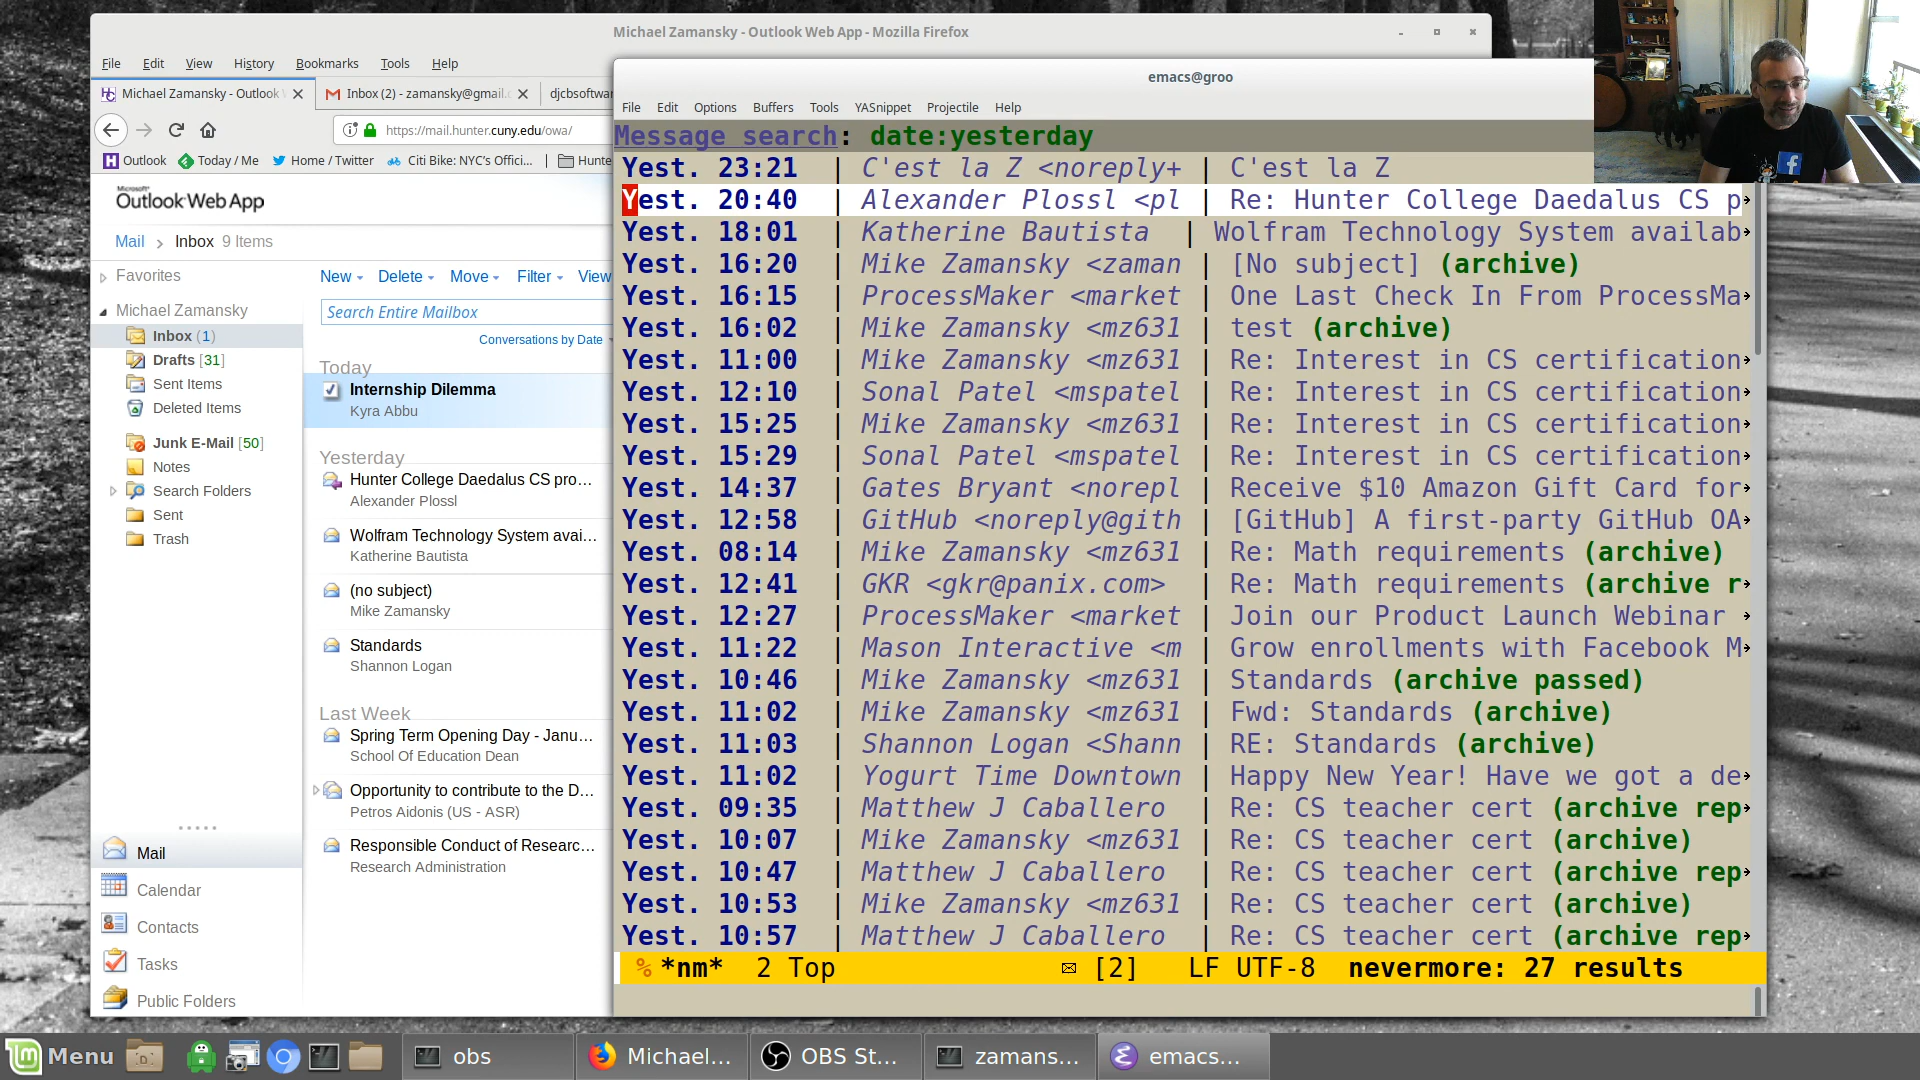 Michael Zamansky - Outlook Web App - Mozilla Firefox
File Edit View History Bookmarks Tools Help
Michael Zamansky - Outlook
Inbox (2) - zamansky@gmail.c
djcbsoftwar
https://mail.hunter.cuny.edu/owa/
Outlook Today / Me Home / Twitter Citi Bike: NYC's Offici... Hunte
Microsoft
Outlook Web App
Mail > Inbox 9 Items
Favorites
Michael Zamansky
Inbox (1)
Drafts [31]
Sent Items
Deleted Items
Junk E-Mail [50]
Notes
Search Folders
Sent
Trash
Mail
Calendar
Contacts
Tasks
Public Folders
New Delete Move Filter View
Search Entire Mailbox
Conversations by Date
Today
Internship Dilemma
Kyra Abbu
Yesterday
Hunter College Daedalus CS pro...
Alexander Plossl
Wolfram Technology System avai...
Katherine Bautista
(no subject)
Mike Zamansky
Standards
Shannon Logan
Last Week
Spring Term Opening Day - Janu...
School Of Education Dean
Opportunity to contribute to the D...
Petros Aidonis (US - ASR)
Responsible Conduct of Researc...
Research Administration
emacs@groo
File Edit Options Buffers Tools YASnippet Projectile Help
Message search: date:yesterday
Yest. 23:21 | C'est la Z <noreply+ | C'est la Z
Yest. 20:40 | Alexander Plossl <pl | Re: Hunter College Daedalus CS p
Yest. 18:01 | Katherine Bautista | Wolfram Technology System availab
Yest. 16:20 | Mike Zamansky <zaman | [No subject] (archive)
Yest. 16:15 | ProcessMaker <market | One Last Check In From ProcessMa
Yest. 16:02 | Mike Zamansky <mz631 | test (archive)
Yest. 11:00 | Mike Zamansky <mz631 | Re: Interest in CS certification
Yest. 12:10 | Sonal Patel <mspatel | Re: Interest in CS certification
Yest. 15:25 | Mike Zamansky <mz631 | Re: Interest in CS certification
Yest. 15:29 | Sonal Patel <mspatel | Re: Interest in CS certification
Yest. 14:37 | Gates Bryant <norepl | Receive $10 Amazon Gift Card for
Yest. 12:58 | GitHub <noreply@gith | [GitHub] A first-party GitHub OA
Yest. 08:14 | Mike Zamansky <mz631 | Re: Math requirements (archive)
Yest. 12:41 | GKR <gkr@panix.com> | Re: Math requirements (archive r
Yest. 12:27 | ProcessMaker <market | Join our Product Launch Webinar
Yest. 11:22 | Mason Interactive <m | Grow enrollments with Facebook M
Yest. 10:46 | Mike Zamansky <mz631 | Standards (archive passed)
Yest. 11:02 | Mike Zamansky <mz631 | Fwd: Standards (archive)
Yest. 11:03 | Shannon Logan <Shann | RE: Standards (archive)
Yest. 11:02 | Yogurt Time Downtown | Happy New Year! Have we got a de
Yest. 09:35 | Matthew J Caballero | Re: CS teacher cert (archive rep
Yest. 10:07 | Mike Zamansky <mz631 | Re: CS teacher cert (archive)
Yest. 10:47 | Matthew J Caballero | Re: CS teacher cert (archive rep
Yest. 10:53 | Mike Zamansky <mz631 | Re: CS teacher cert (archive)
Yest. 10:57 | Matthew J Caballero | Re: CS teacher cert (archive rep
% *nm* 2 Top [2] LF UTF-8 nevermore: 27 results
Menu obs Michael... OBS St... zamans... emacs...